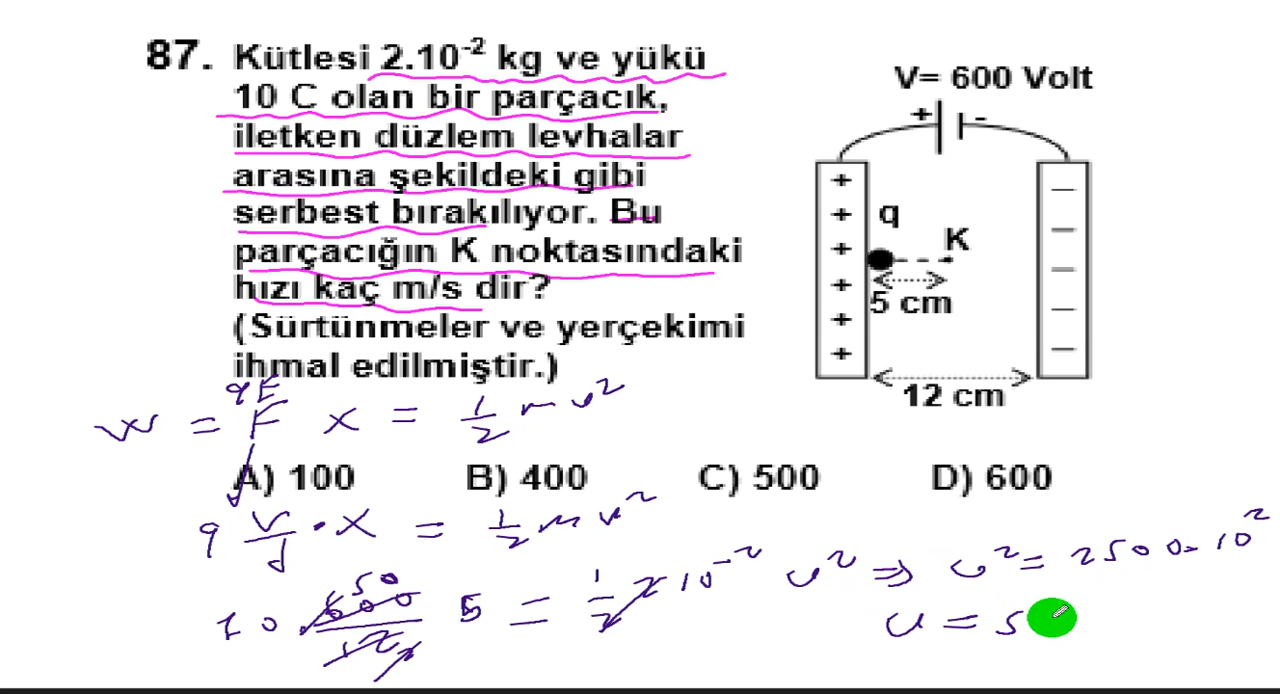 87. Kütlesi 2.10⁻² kg ve yükü
10 C olan bir parçacık,
iletken düzlem levhalar
arasına şekildeki gibi
serbest bırakılıyor. Bu
parçacığın K noktasındaki
hızı kaç m/s dir?
(Sürtünmeler ve yerçekimi
ihmal edilmiştir.)
V= 600 Volt
+ -
q
K
5 cm
12 cm
qE
W = F x = 1/2 m v²
A) 100 B) 400 C) 500 D) 600
q V/d . x = 1/2 m v²
50
10 . 600/12 5 = 1/2 2 10⁻² v² ⇒ v² = 2500.10²
v = 5